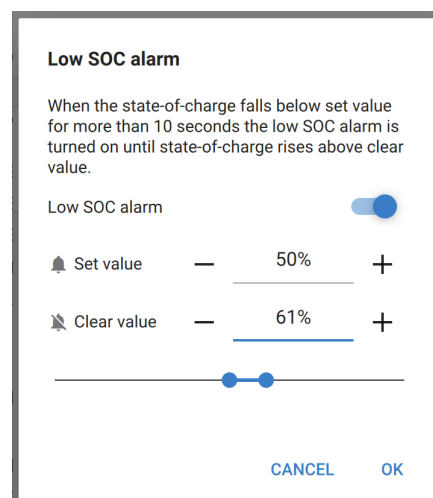 Low SOC alarm
When the state-of-charge falls below set value
for more than 10 seconds the low SOC alarm is
turned on until state-of-charge rises above clear
value.
Low SOC alarm
Set value − 50% +
Clear value − 61% +
CANCEL OK